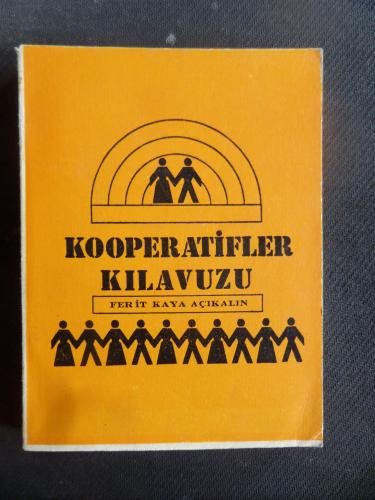 KOOPERATİFLER
KILAVUZU
FERİT KAYA AÇIKALIN